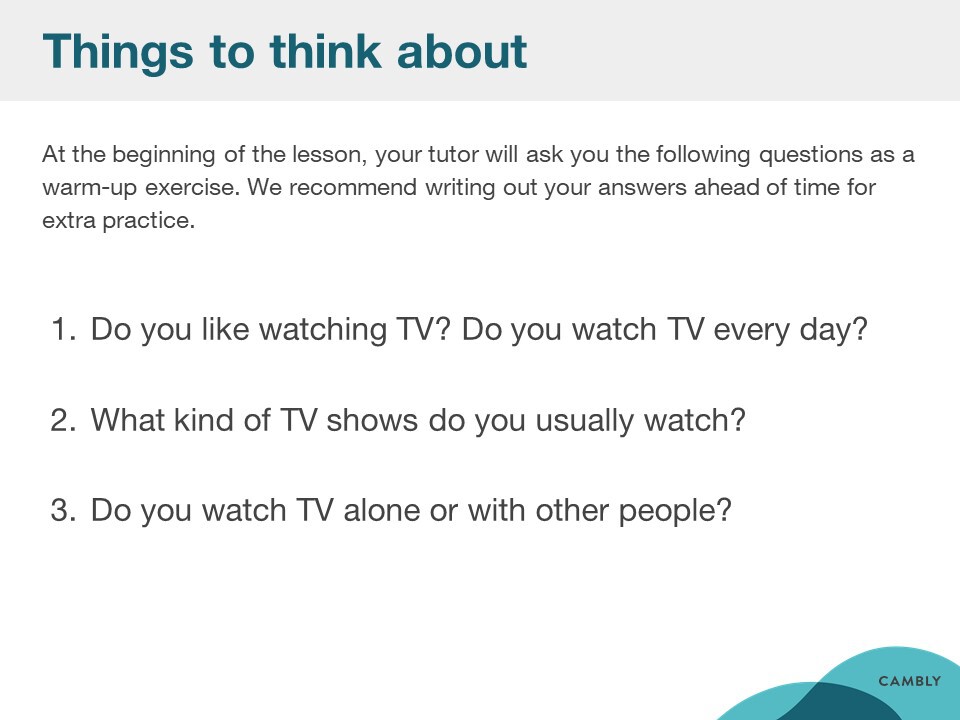 Things to think about
At the beginning of the lesson, your tutor will ask you the following questions as a
warm-up exercise. We recommend writing out your answers ahead of time for
extra practice.
1. Do you like watching TV? Do you watch TV every day?
2. What kind of TV shows do you usually watch?
3. Do you watch TV alone or with other people?
CAMBLY